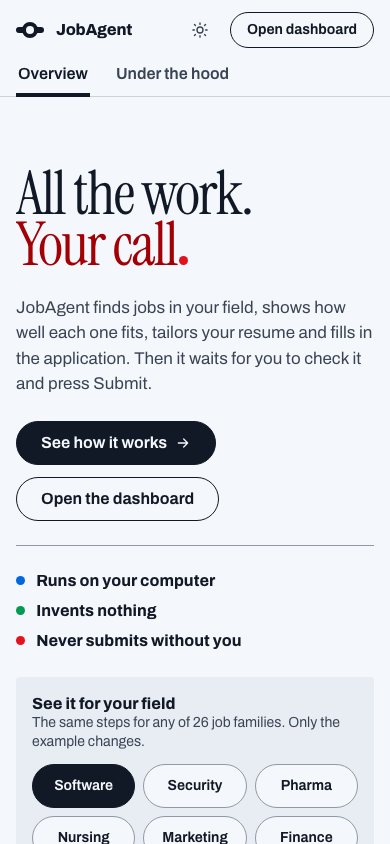 JobAgent
Open dashboard
Overview
Under the hood
All the work.
Your call.
JobAgent finds jobs in your field, shows how
well each one fits, tailors your resume and fills in
the application. Then it waits for you to check it
and press Submit.
See how it works →
Open the dashboard
Runs on your computer
Invents nothing
Never submits without you
See it for your field
The same steps for any of 26 job families. Only the
example changes.
Software
Security
Pharma
Nursing
Marketing
Finance